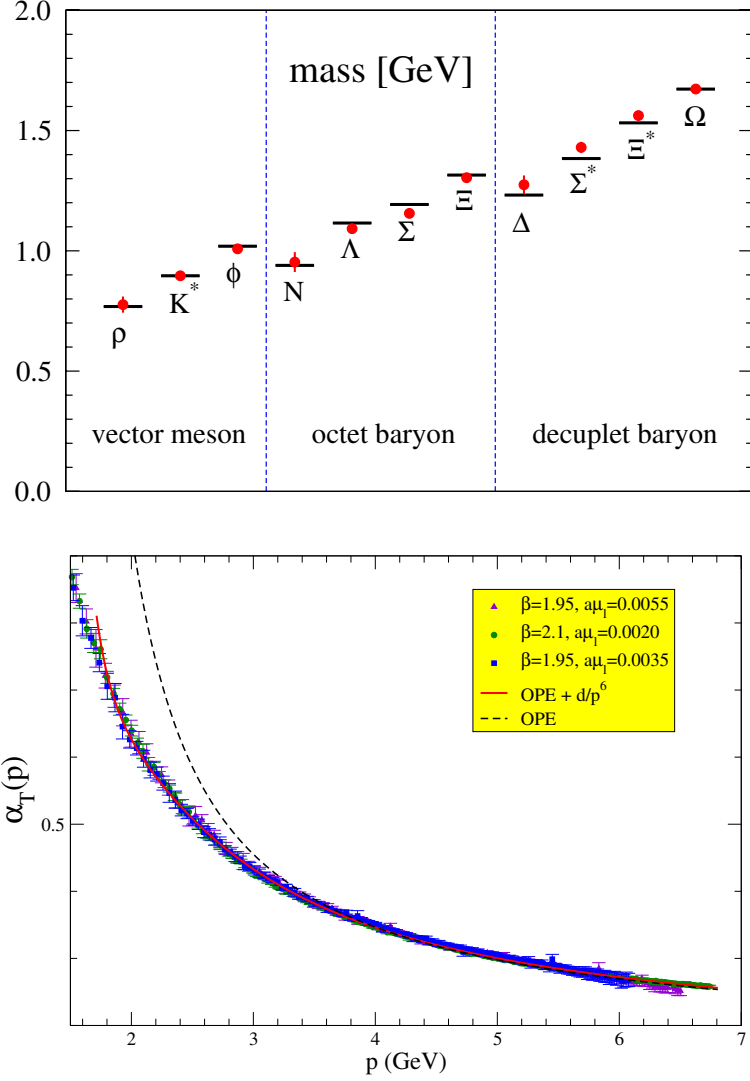 2.0
mass [GeV]
1.5
Ω
Ξ*
Σ*
Ξ
Δ
Σ
Λ
1.0
ϕ
N
K*
ρ
0.5
vector meson octet baryon decuplet baryon
0.0
β=1.95, aμl=0.0055
β=2.1, aμl=0.0020
β=1.95, aμl=0.0035
OPE + d/p^6
OPE
αT(p)
0.5
2 3 4 5 6 7
p (GeV)